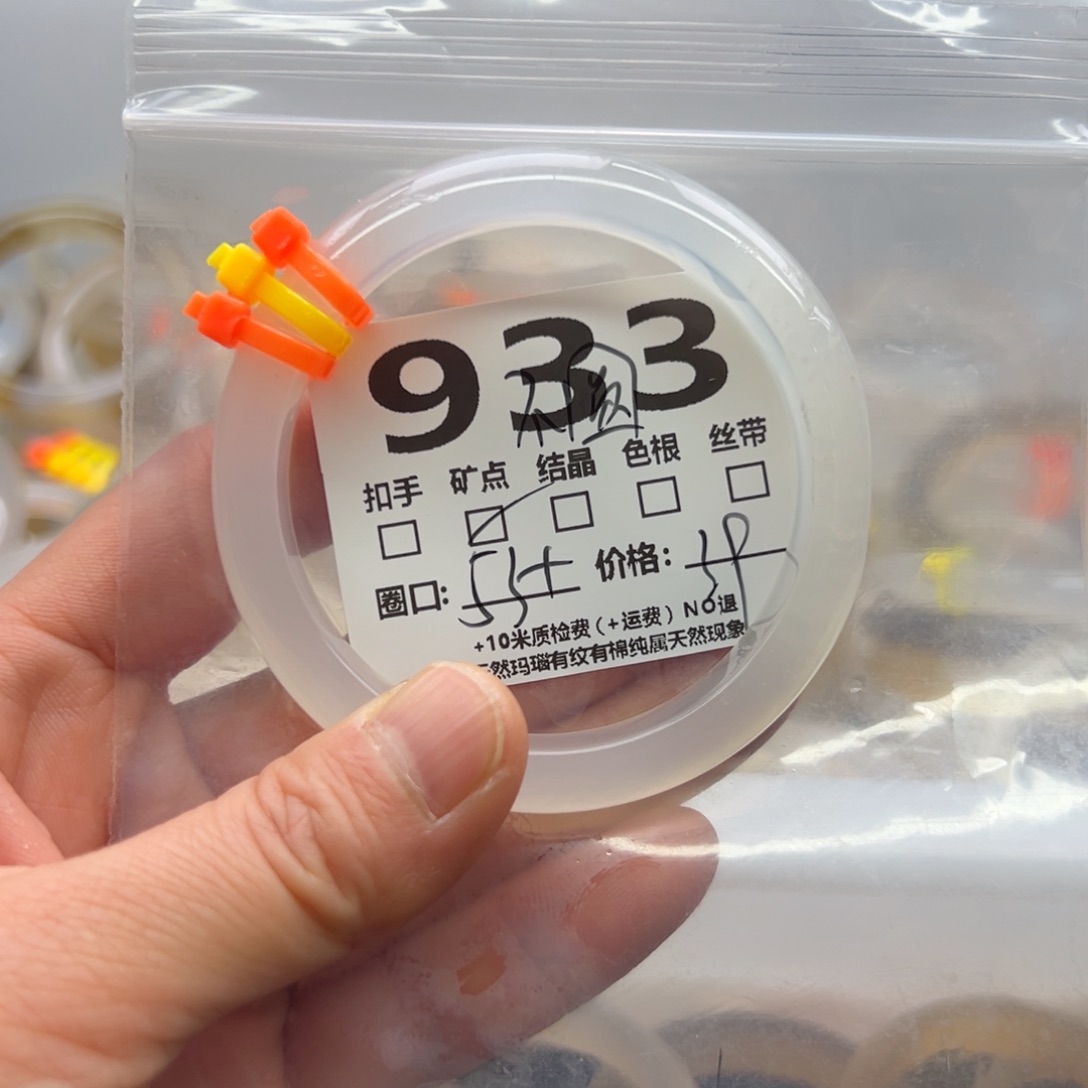 933
扣手 矿点 结晶 色根 丝带
圈口: 53+ 价格: 39
+10米质检费(+运费) NO退
然玛瑙有纹有棉纯属天然现象